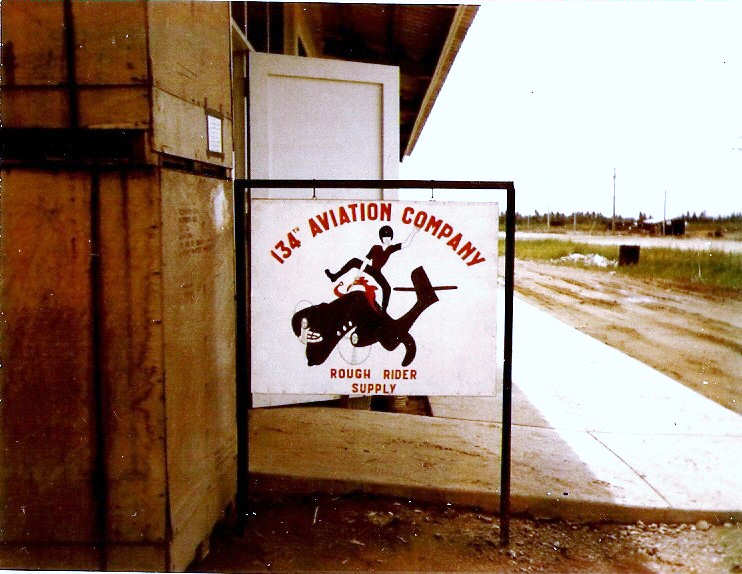 134TH AVIATION COMPANY
ROUGH RIDER
SUPPLY